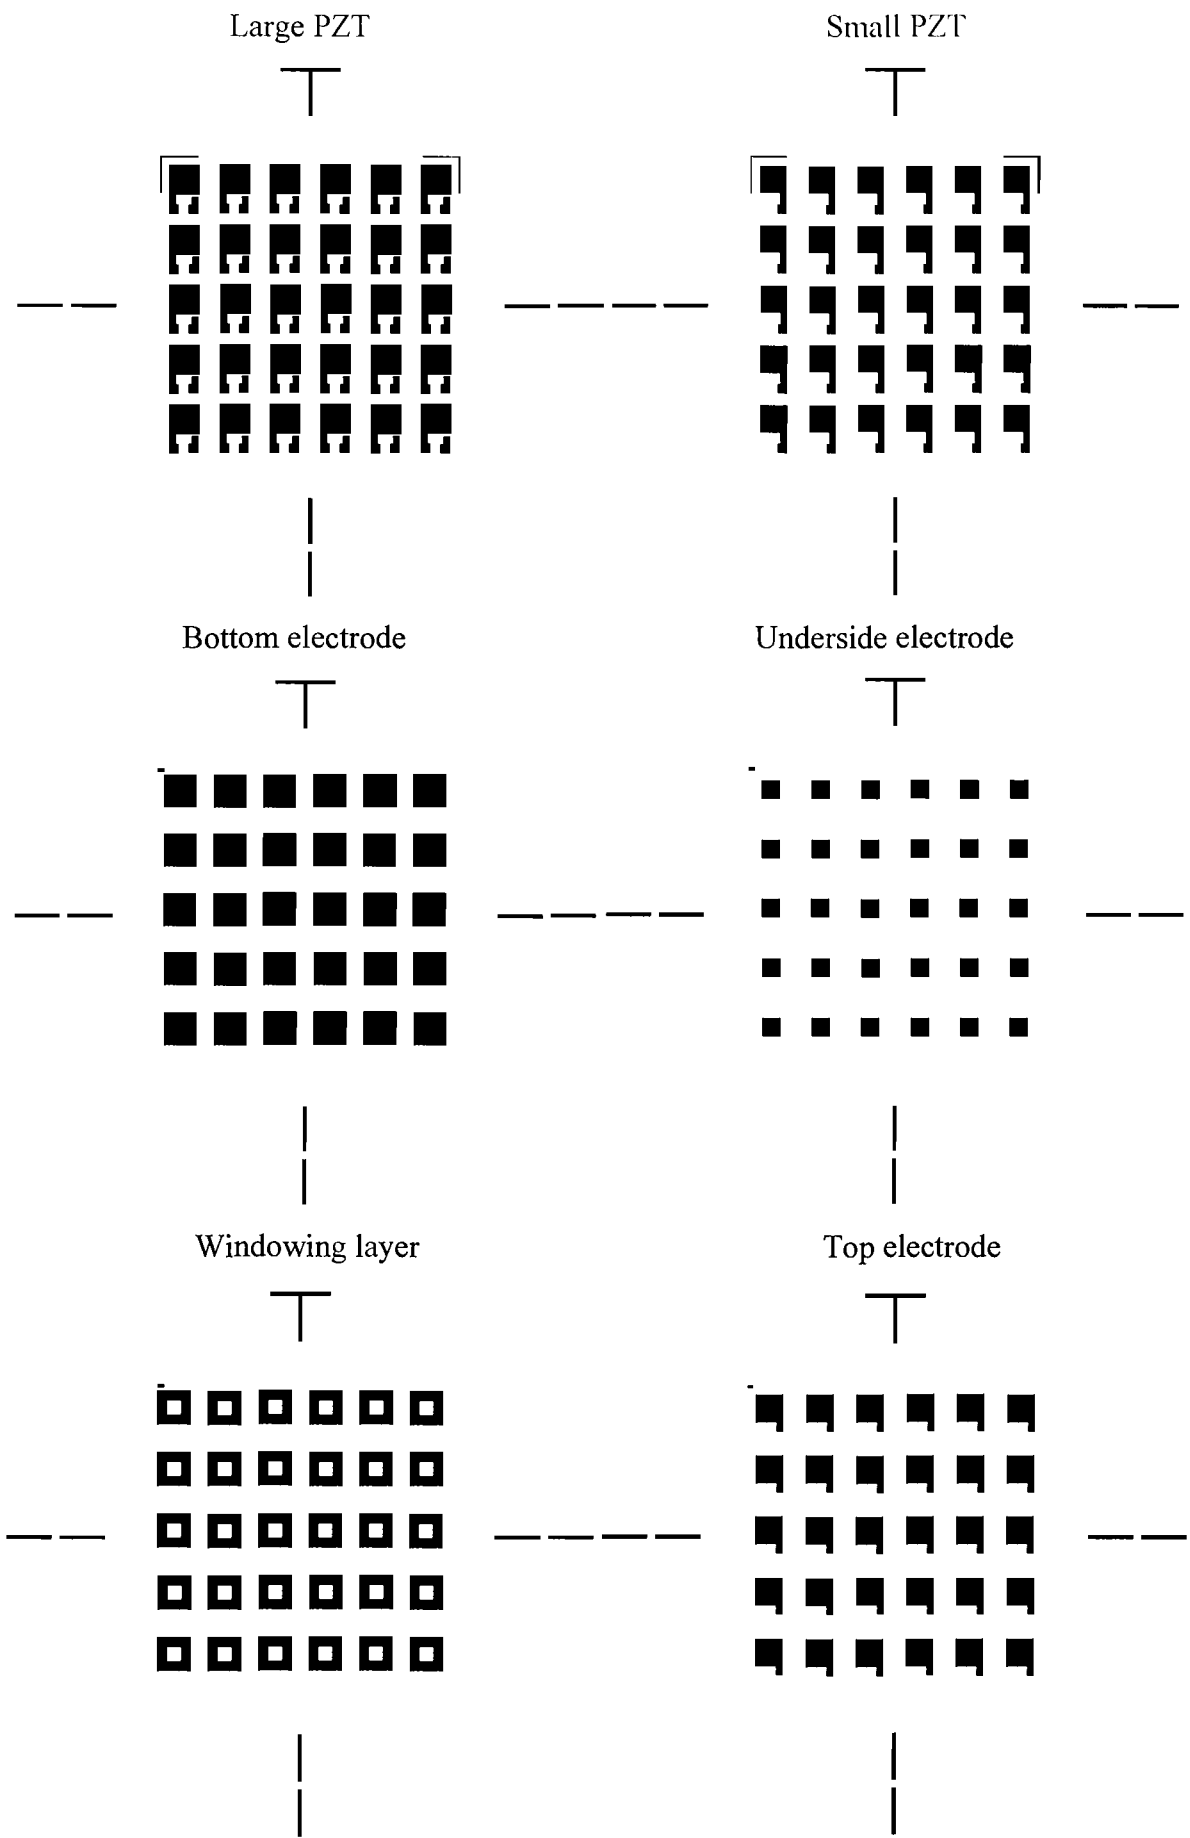 Large PZT
Small PZT
Bottom electrode
Underside electrode
Windowing layer
Top electrode